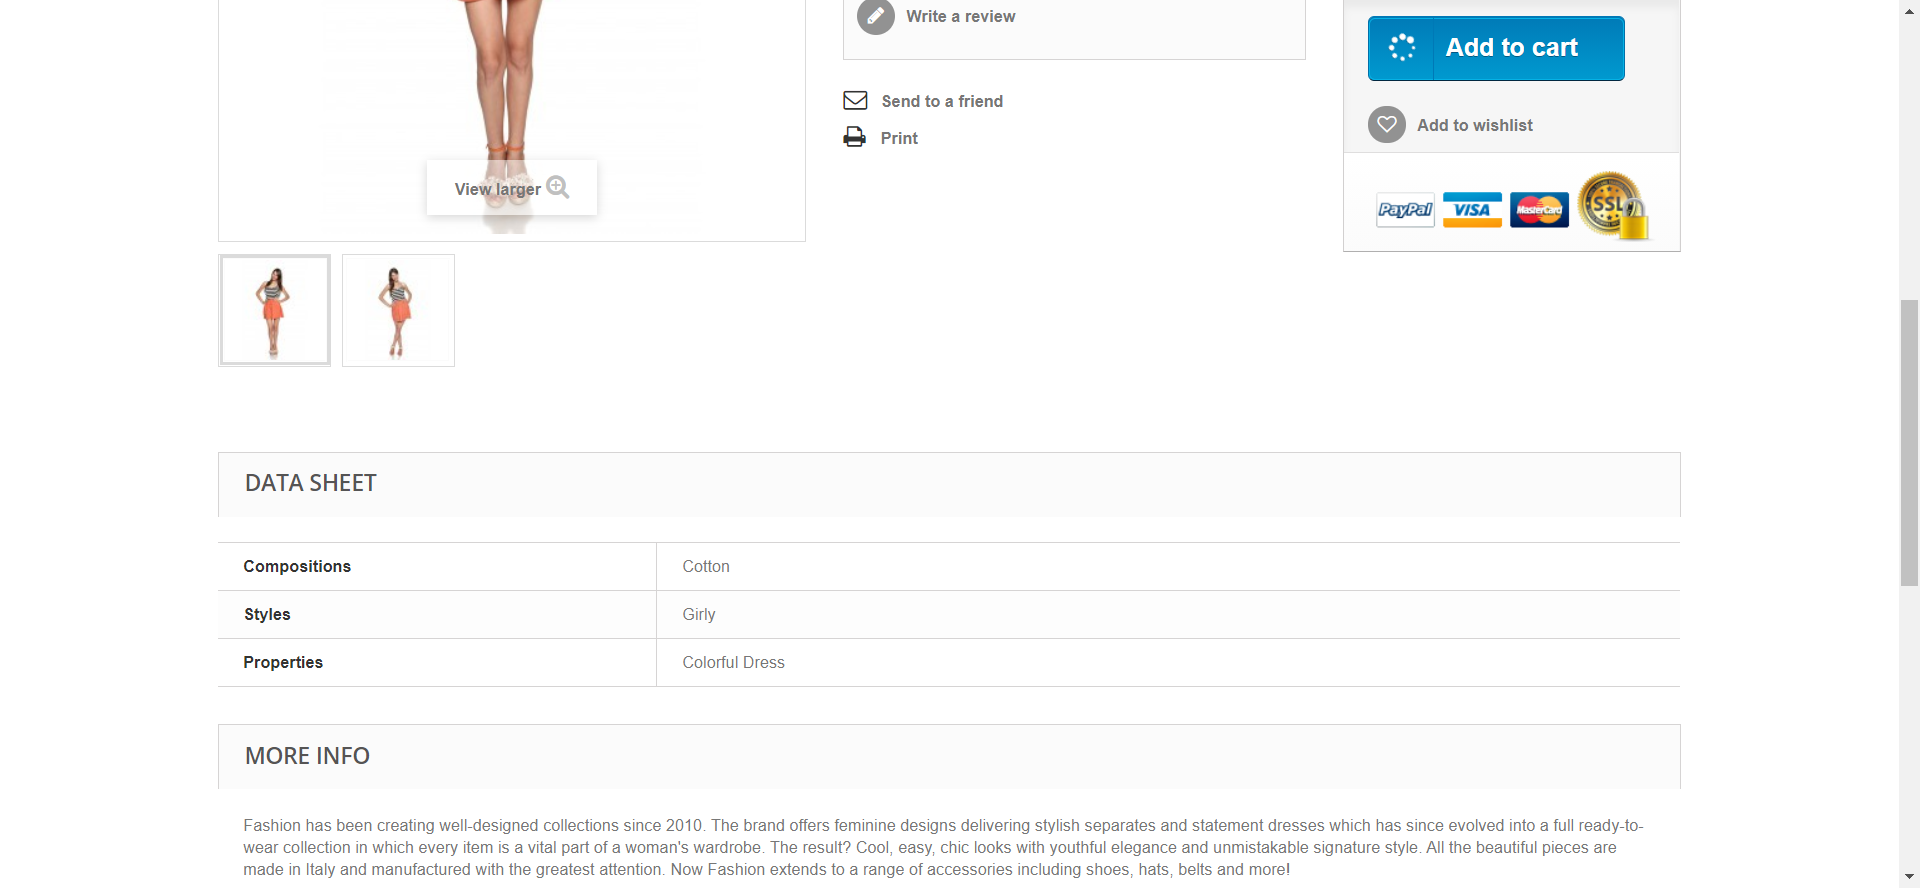 Write a review
Add to cart
Send to a friend
Print
Add to wishlist
View larger
PayPal VISA MasterCard SSL
DATA SHEET
Compositions Cotton
Styles Girly
Properties Colorful Dress
MORE INFO
Fashion has been creating well-designed collections since 2010. The brand offers feminine designs delivering stylish separates and statement dresses which has since evolved into a full ready-to-
wear collection in which every item is a vital part of a woman's wardrobe. The result? Cool, easy, chic looks with youthful elegance and unmistakable signature style. All the beautiful pieces are
made in Italy and manufactured with the greatest attention. Now Fashion extends to a range of accessories including shoes, hats, belts and more!